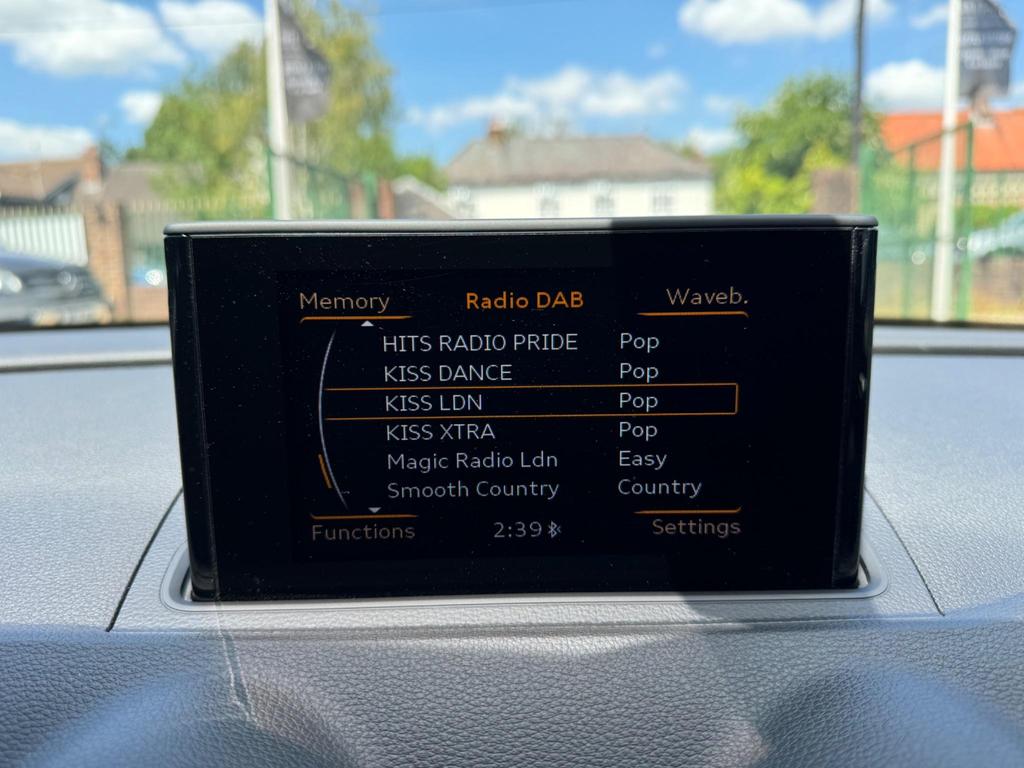 Memory Radio DAB Waveb.
HITS RADIO PRIDE Pop
KISS DANCE Pop
KISS LDN Pop
KISS XTRA Pop
Magic Radio Ldn Easy
Smooth Country Country
Functions 2:39 Settings